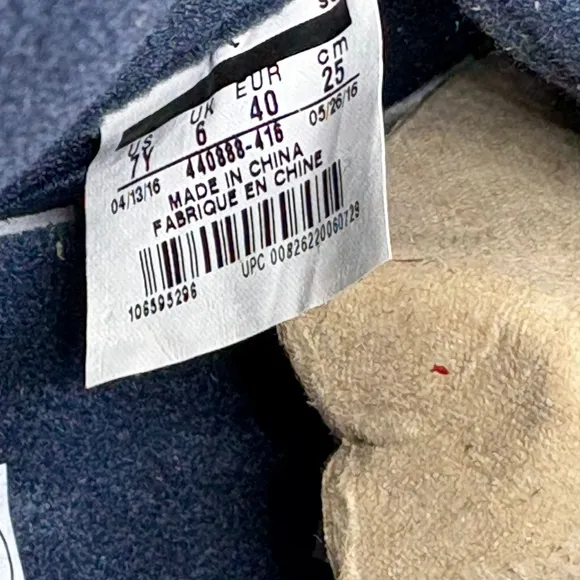 US UK EUR cm
7Y 6 40 25
440888-416
04/13/16 05/26/16
MADE IN CHINA
FABRIQUE EN CHINE
UPC 00826220060729
106595296